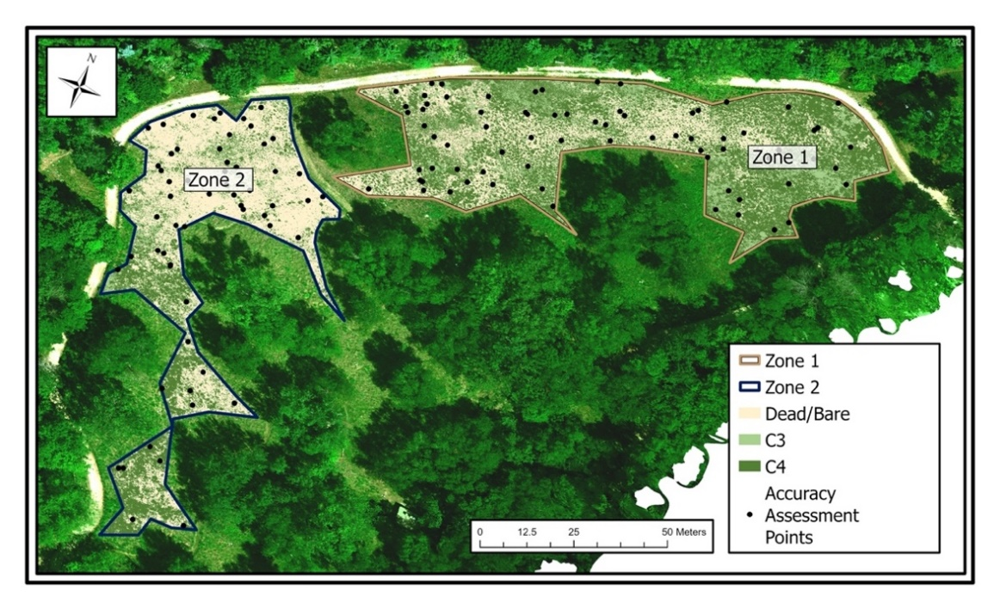 N
Zone 2
Zone 1
Zone 1
Zone 2
Dead/Bare
C3
C4
Accuracy
Assessment
Points
0 12.5 25 50 Meters